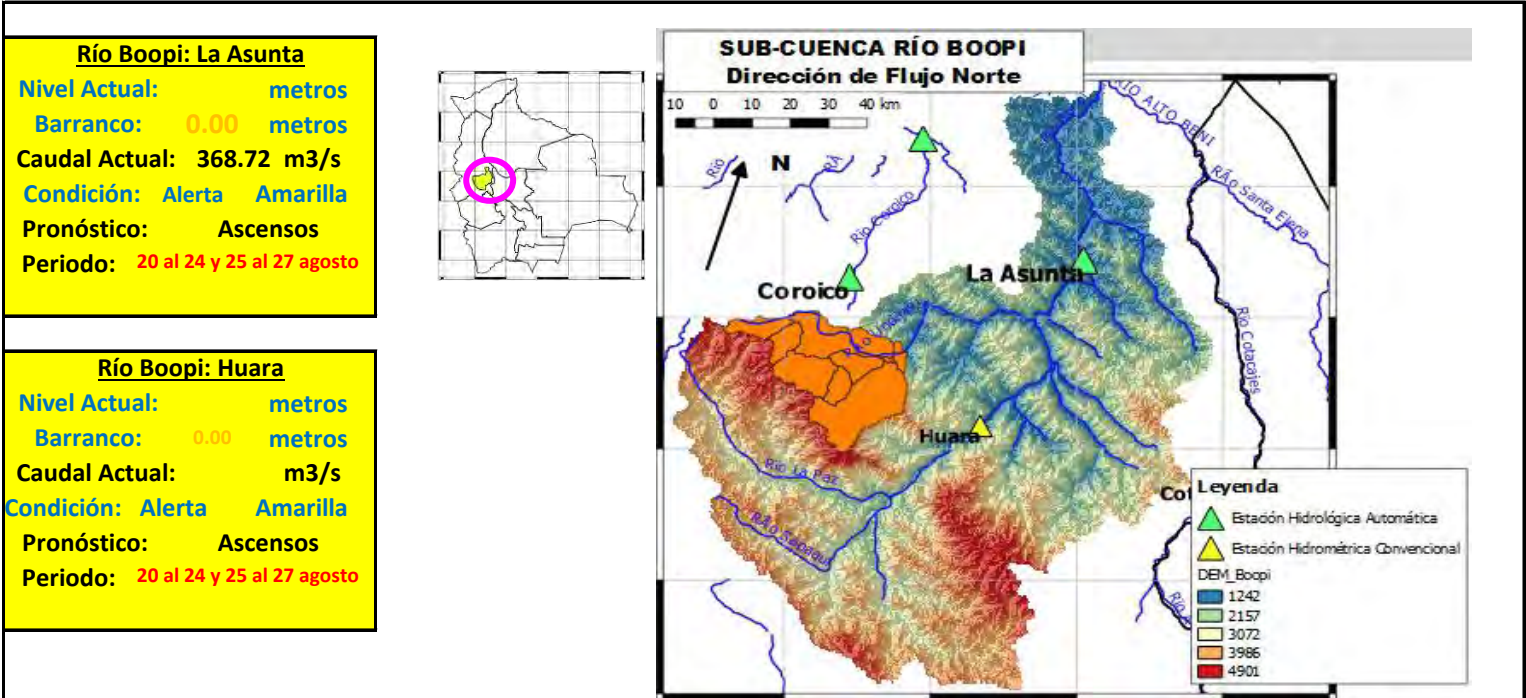 Río Boopi: La Asunta
Nivel Actual: metros
Barranco: 0.00 metros
Caudal Actual: 368.72 m3/s
Condición: Alerta Amarilla
Pronóstico: Ascensos
Periodo: 20 al 24 y 25 al 27 agosto
Río Boopi: Huara
Nivel Actual: metros
Barranco: 0.00 metros
Caudal Actual: m3/s
Condición: Alerta Amarilla
Pronóstico: Ascensos
Periodo: 20 al 24 y 25 al 27 agosto
SUB-CUENCA RÍO BOOPI
Dirección de Flujo Norte
10 0 10 20 30 40 km
N
Río
RÃ
Río Coroico
RÍO ALTO BENI
RÃo Santa Elena
Río Cotacajes
Coroico
La Asunta
Huara
Río La Paz
RÃo Sapaqui
Leyenda
Estación Hidrológica Automática
Estación Hidrométrica Convencional
DEM_Boopi
1242
2157
3072
3986
4901